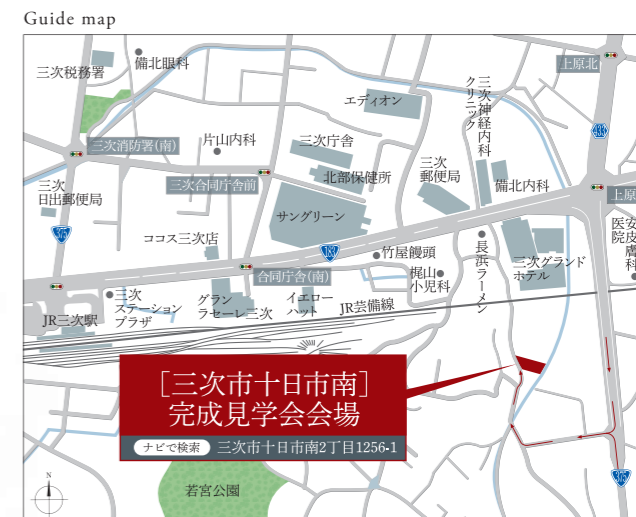 Guide map
備北眼科
三次税務署
上原北
エディオン
三次神経内科
クリニック
433
三次消防署(南)
片山内科
三次庁舎
三次合同庁舎前
北部保健所
三次
郵便局
備北内科
上原
三次
日出郵便局
サングリーン
375
ココス三次店
183
竹屋饅頭
長浜ラーメン
三次グランド
ホテル
安皮膚科
医院
合同庁舎(南)
梶山
小児科
三次
ステーション
プラザ
グラン
ラセーレ三次
イエロー
ハット
JR芸備線
JR三次駅
[三次市十日市南]
完成見学会会場
ナビで検索 三次市十日市南2丁目1256-1
若宮公園
375
N